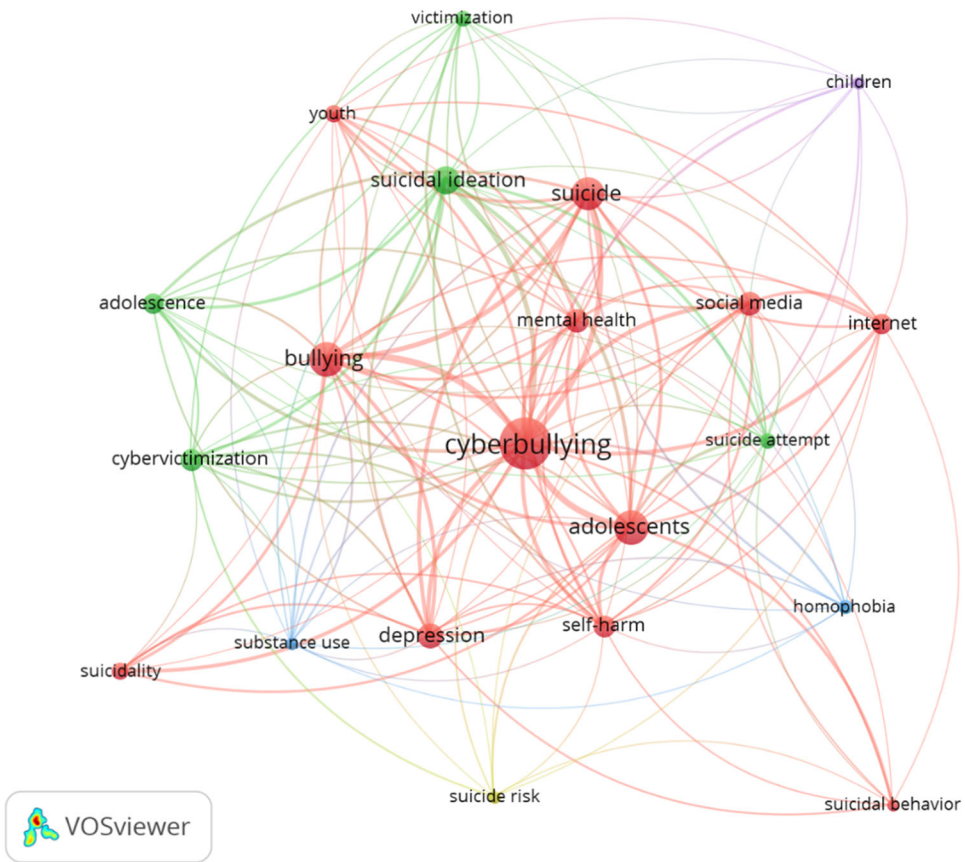 victimization
children
youth
suicidal ideation
suicide
adolescence
social media
mental health
internet
bullying
cyberbullying
suicide attempt
cybervictimization
adolescents
homophobia
self-harm
depression
substance use
suicidality
suicide risk
suicidal behavior
VOSviewer